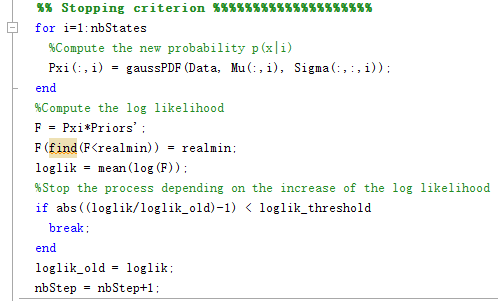 %% Stopping criterion %%%%%%%%%%%%%%%%%%%%
for i=1:nbStates
%Compute the new probability p(x|i)
Pxi(:,i) = gaussPDF(Data, Mu(:,i), Sigma(:,:,i));
end
%Compute the log likelihood
F = Pxi*Priors';
F(find(F<realmin)) = realmin;
loglik = mean(log(F));
%Stop the process depending on the increase of the log likelihood
if abs((loglik/loglik_old)-1) < loglik_threshold
break;
end
loglik_old = loglik;
nbStep = nbStep+1;